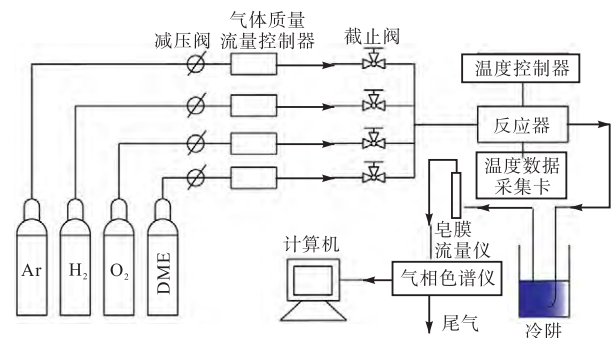 气体质量
流量控制器
减压阀
截止阀
温度控制器
反应器
温度数据
采集卡
皂膜
流量仪
计算机
气相色谱仪
尾气
冷阱
Ar
H₂
O₂
DME